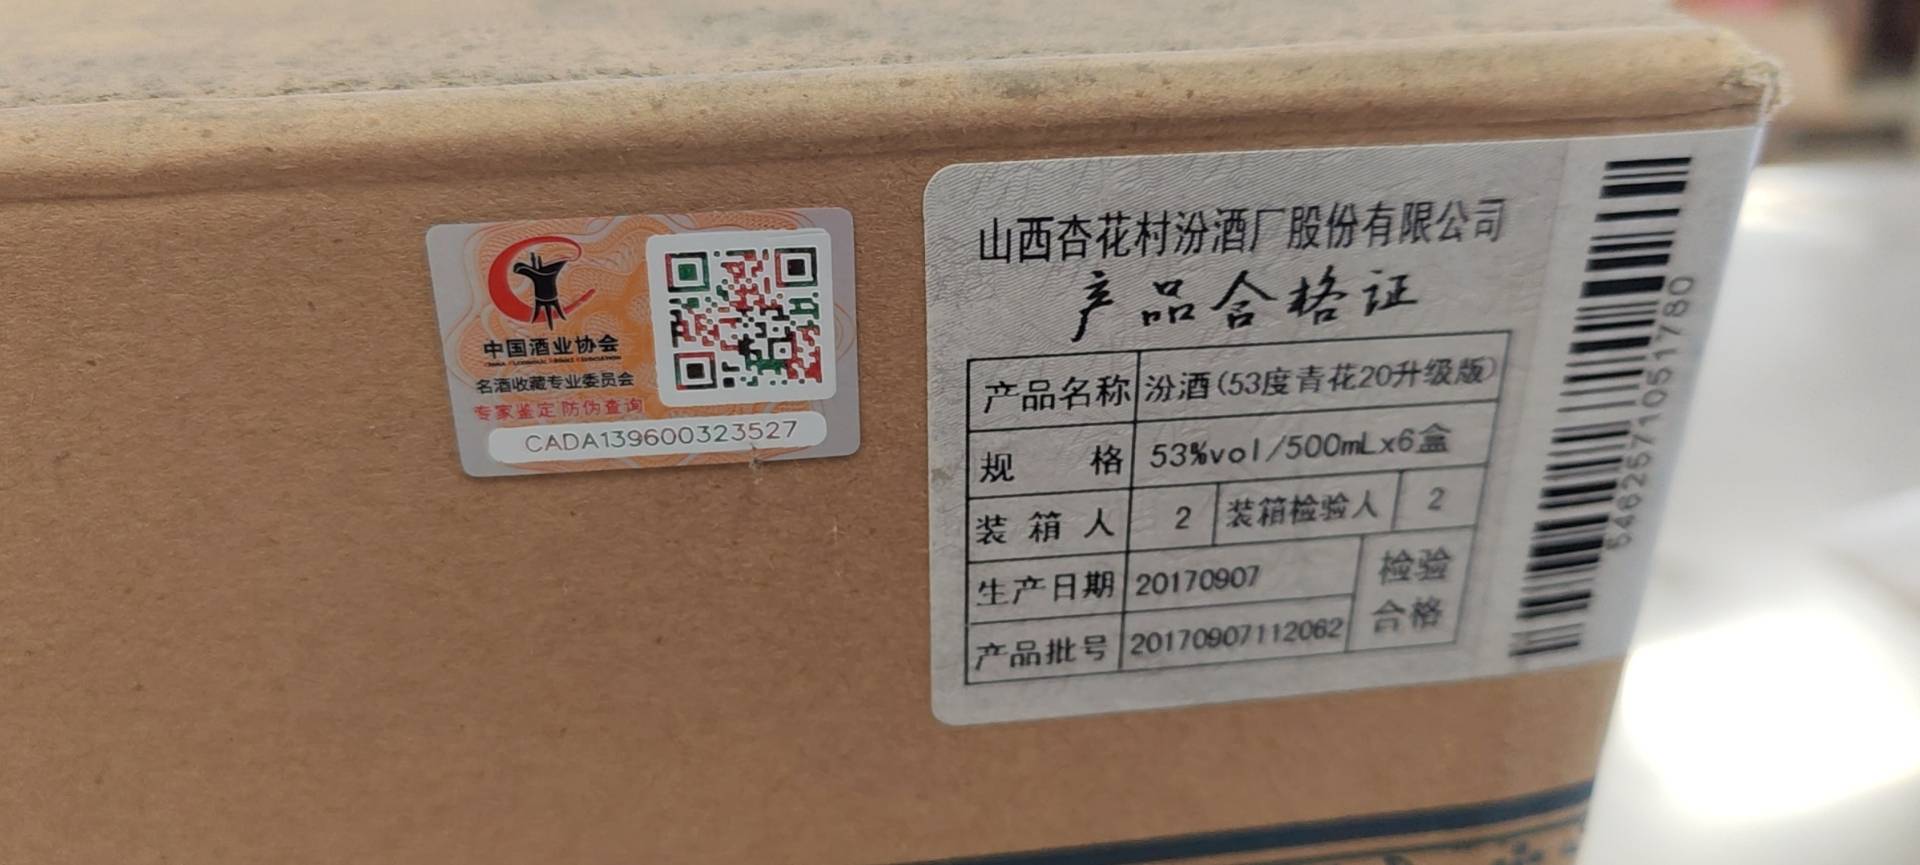 中国酒业协会
名酒收藏专业委员会
专家鉴定 防伪查询
CADA139600323527
山西杏花村汾酒厂股份有限公司
产品合格证
产品名称 汾酒(53度青花20升级版)
规 格 53%vol/500mLx6盒
装箱人 2 装箱检验人 2
生产日期 20170907 检验
产品批号 20170907112062 合格